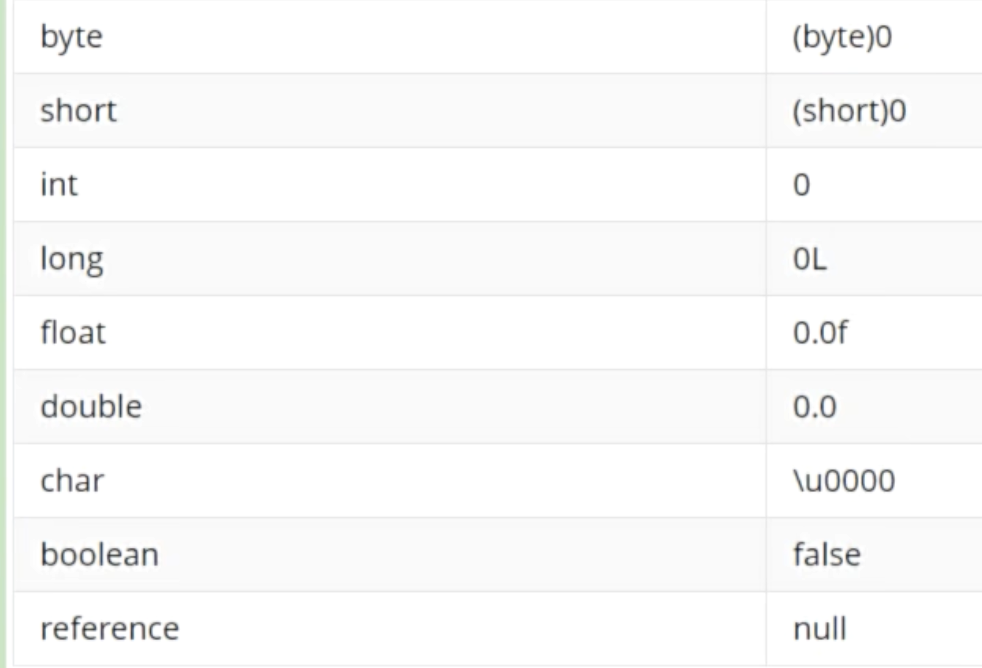 byte (byte)0
short (short)0
int 0
long 0L
float 0.0f
double 0.0
char \u0000
boolean false
reference null